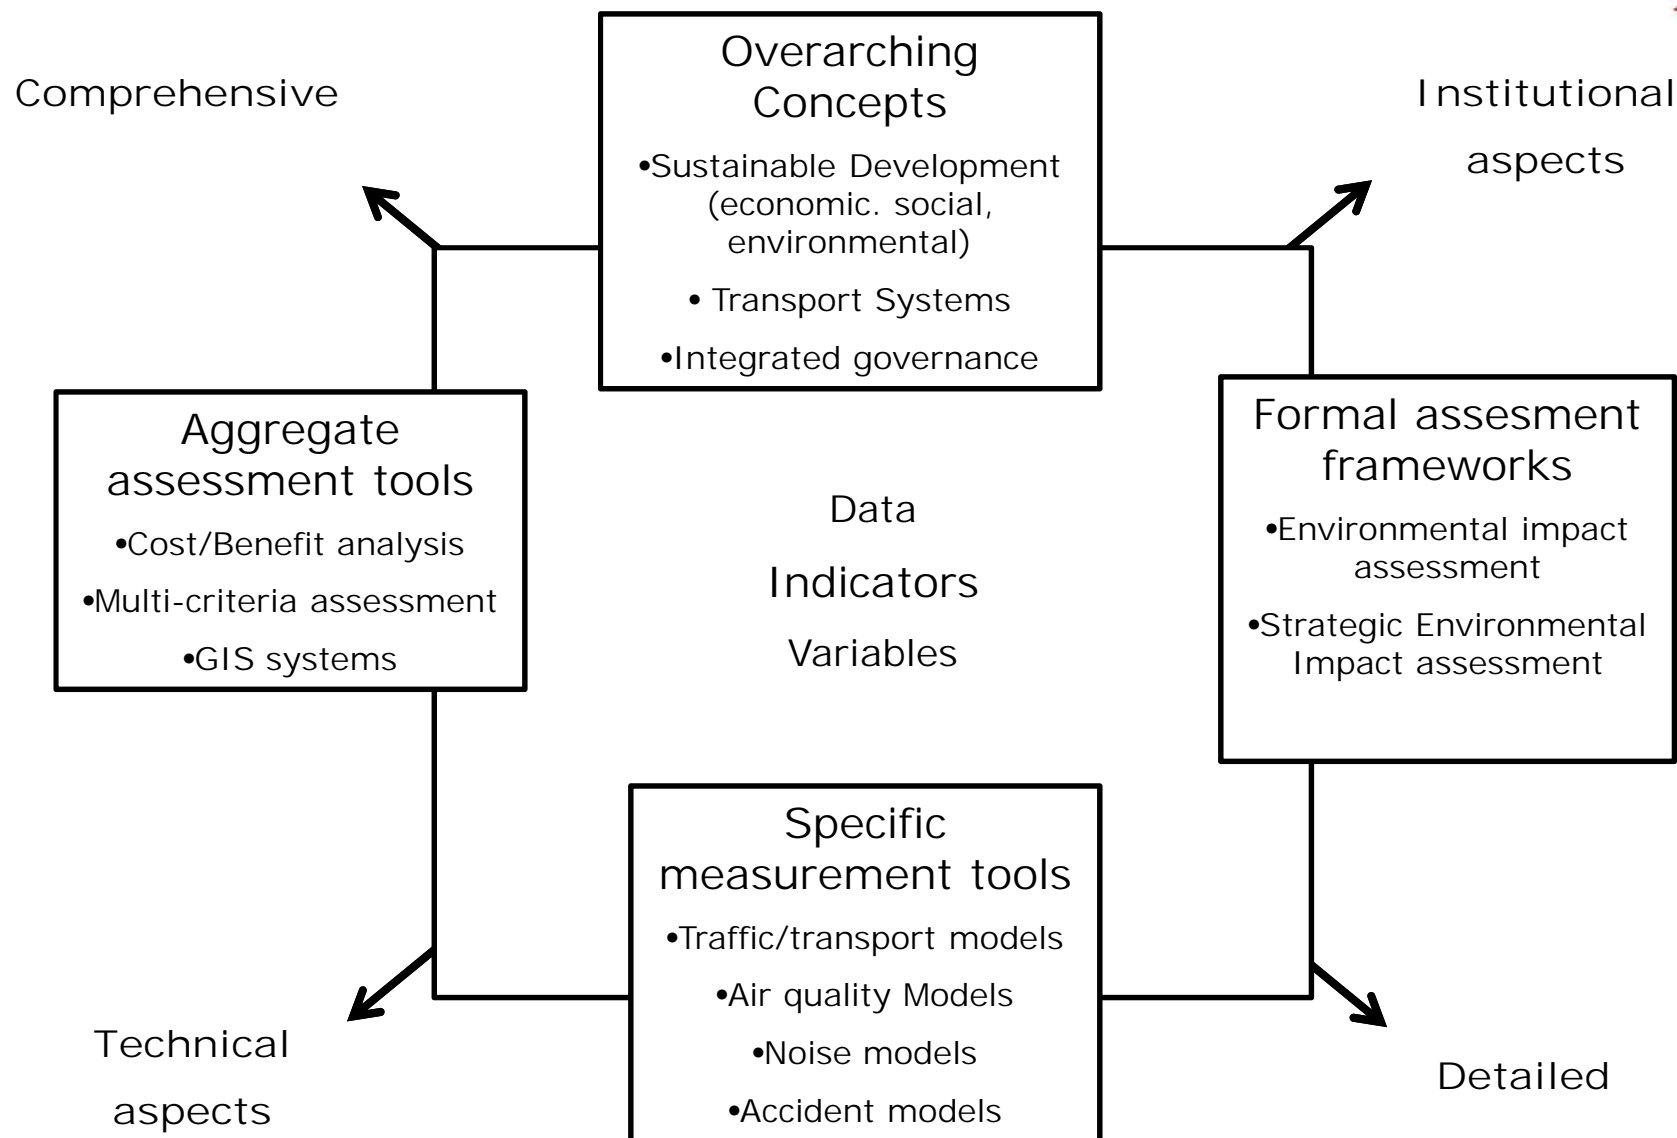 Comprehensive
Overarching
Concepts
•Sustainable Development
(economic. social,
environmental)
• Transport Systems
•Integrated governance
Institutional
aspects
Aggregate
assessment tools
•Cost/Benefit analysis
•Multi-criteria assessment
•GIS systems
Data
Indicators
Variables
Formal assesment
frameworks
•Environmental impact
assessment
•Strategic Environmental
Impact assessment
Specific
measurement tools
•Traffic/transport models
•Air quality Models
•Noise models
•Accident models
Technical
aspects
Detailed